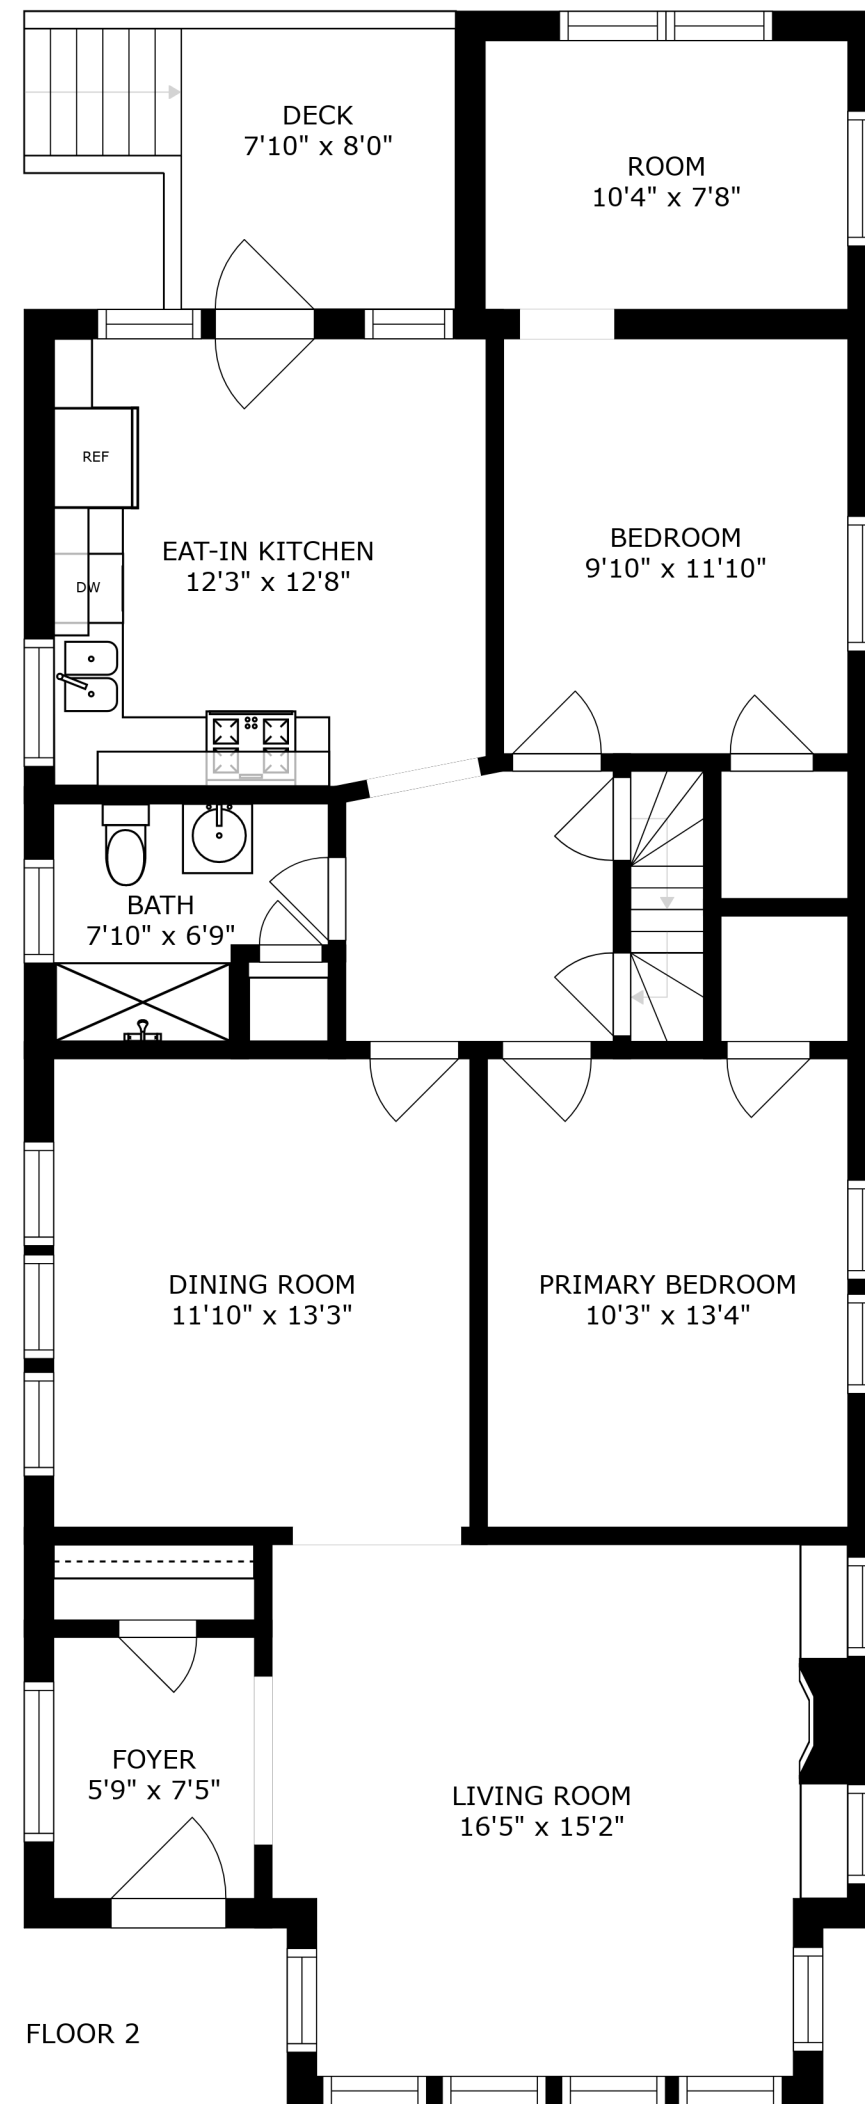 DECK
7'10" x 8'0"
ROOM
10'4" x 7'8"
REF
EAT-IN KITCHEN
12'3" x 12'8"
BEDROOM
9'10" x 11'10"
DW
BATH
7'10" x 6'9"
DINING ROOM
11'10" x 13'3"
PRIMARY BEDROOM
10'3" x 13'4"
FOYER
5'9" x 7'5"
LIVING ROOM
16'5" x 15'2"
FLOOR 2